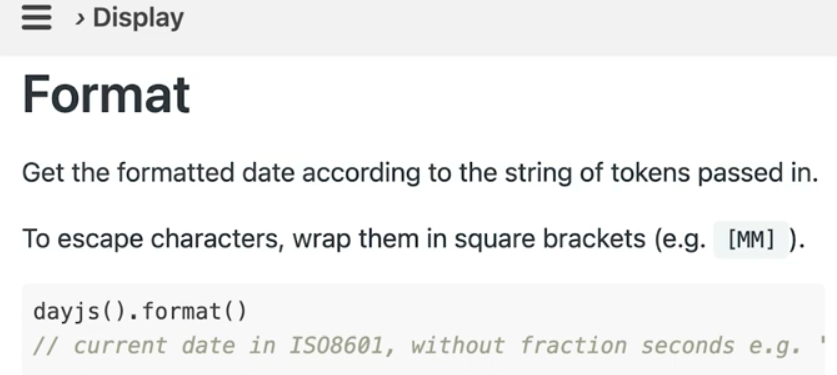 › Display
Format
Get the formatted date according to the string of tokens passed in.
To escape characters, wrap them in square brackets (e.g. [MM] ).
dayjs().format()
// current date in ISO8601, without fraction seconds e.g. '